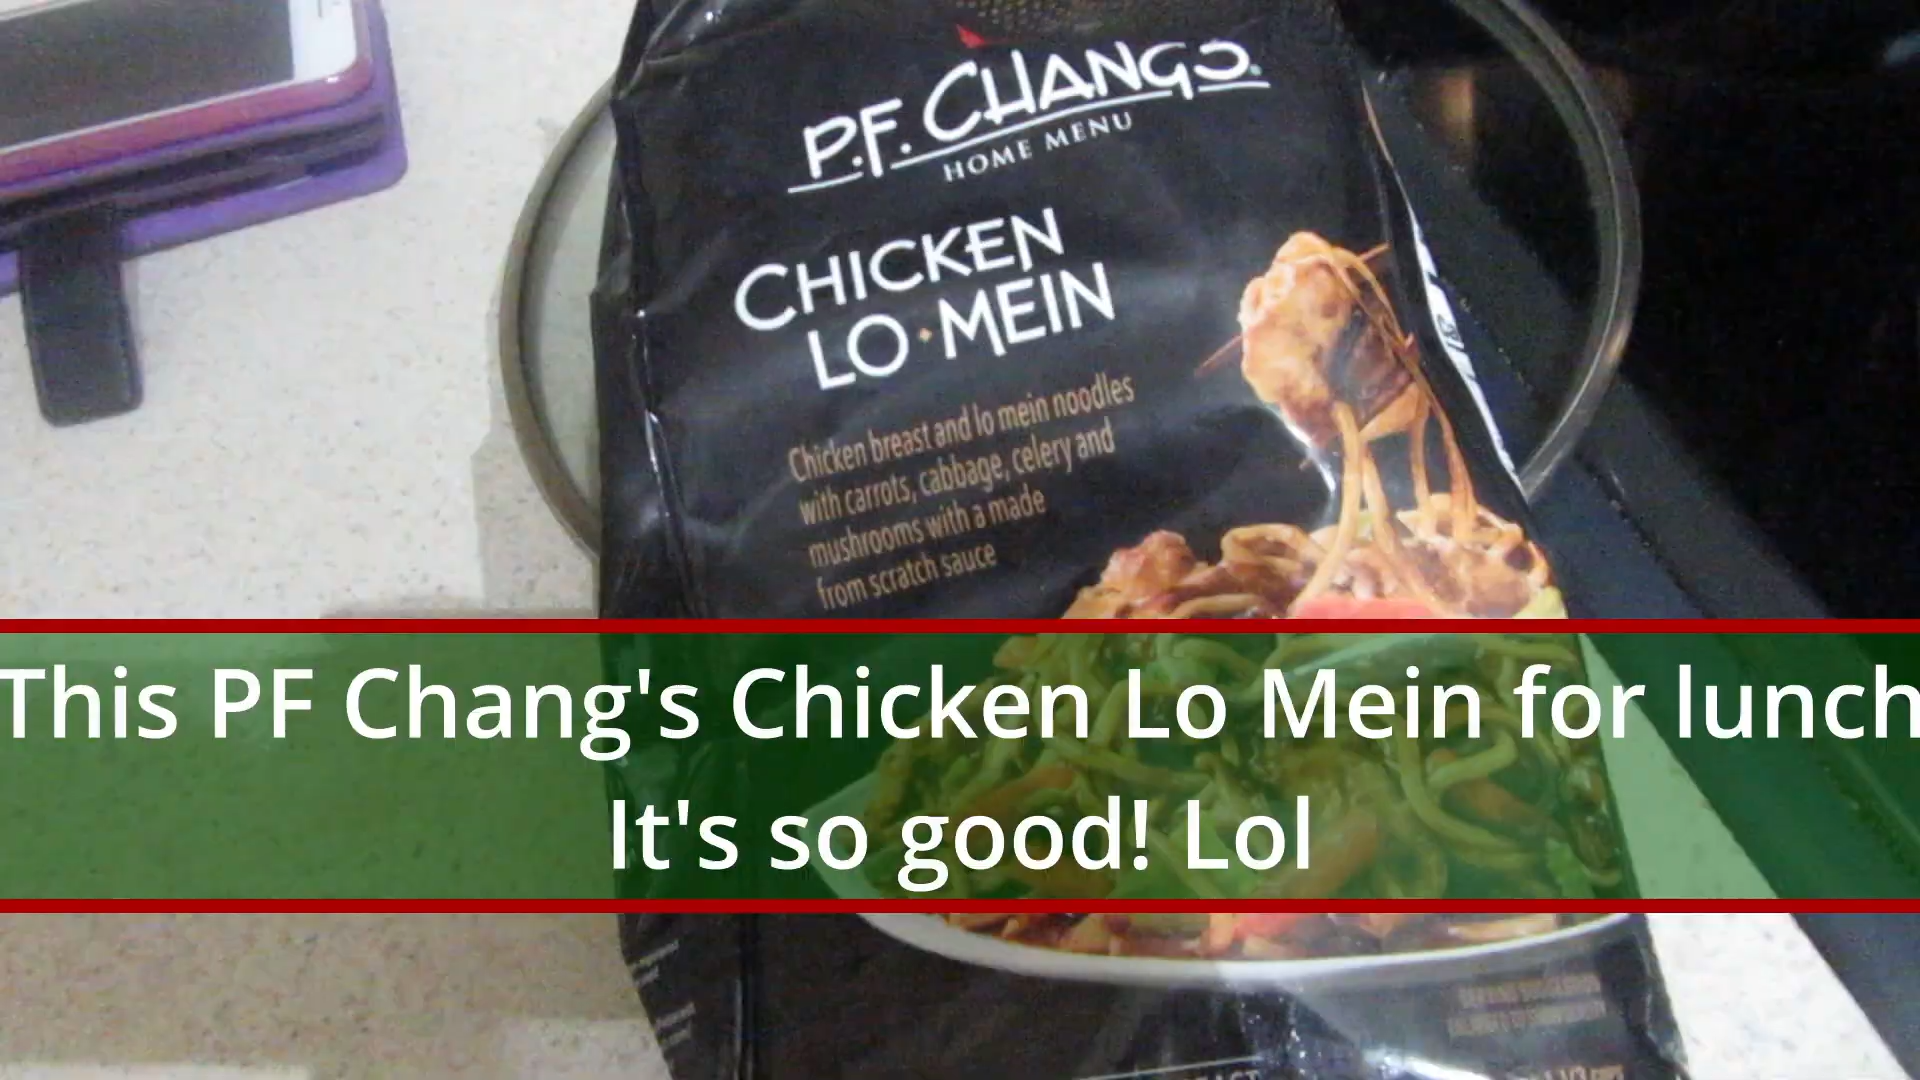 P.F. CHANG'S
HOME MENU
CHICKEN
LO MEIN
Chicken breast and lo mein noodles
with carrots, cabbage, celery and
mushrooms with a made
from scratch sauce
This PF Chang's Chicken Lo Mein for lunch
It's so good! Lol